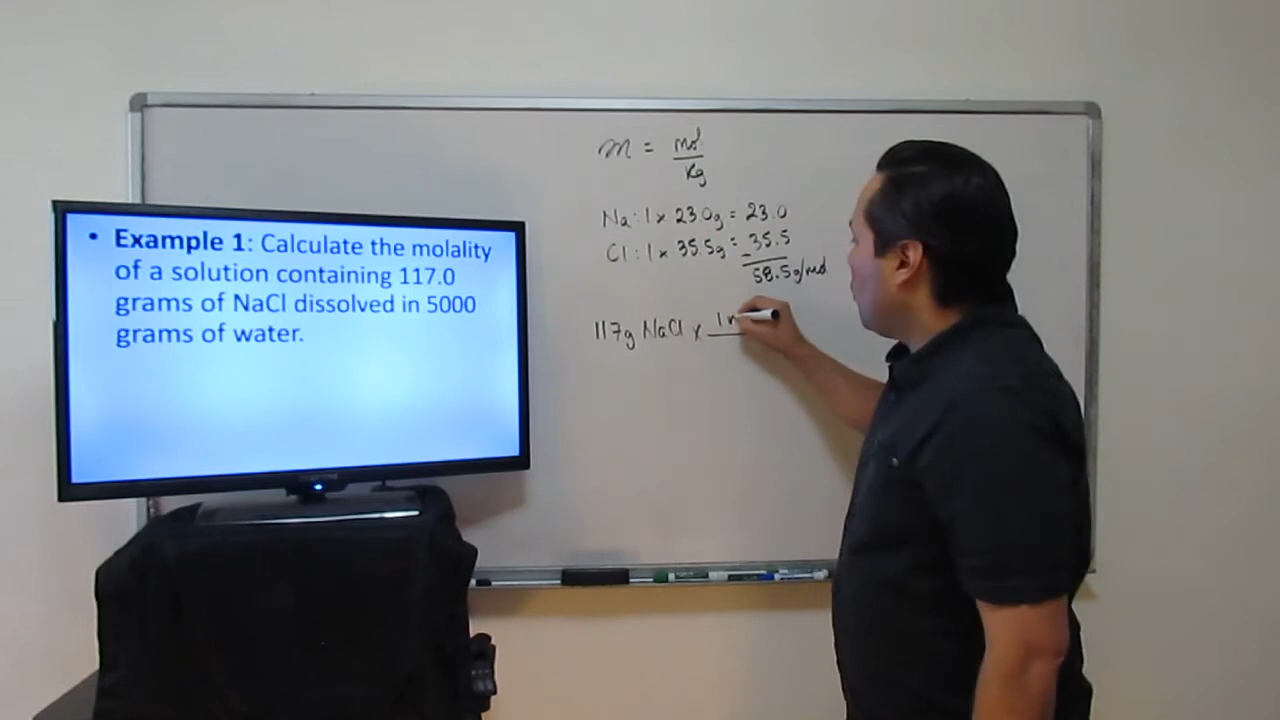 • Example 1: Calculate the molality
of a solution containing 117.0
grams of NaCl dissolved in 5000
grams of water.
m = mol
Kg
Na : 1 x 23.0g = 23.0
Cl : 1 x 35.5g = 35.5
58.5g/mol
117g NaCl x 1